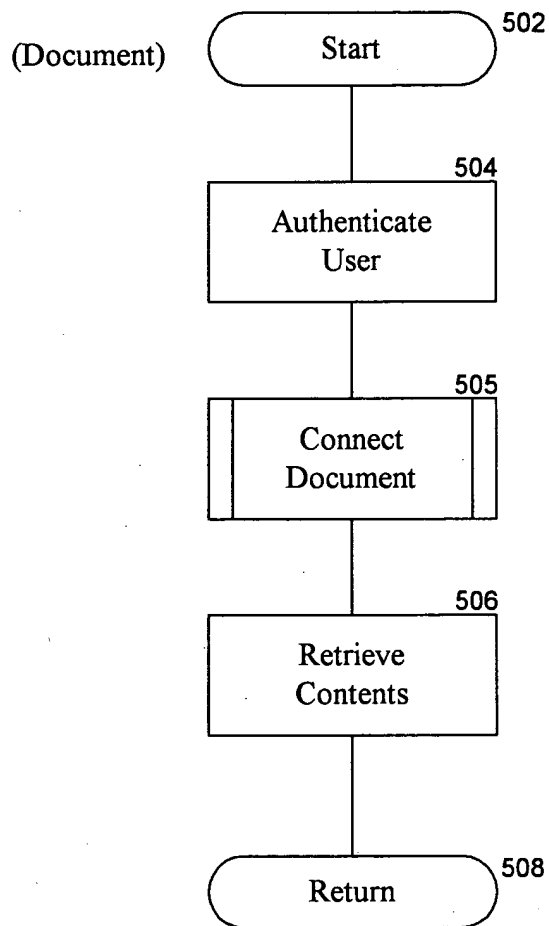 502
(Document)
Start
504
Authenticate
User
505
Connect
Document
506
Retrieve
Contents
508
Return